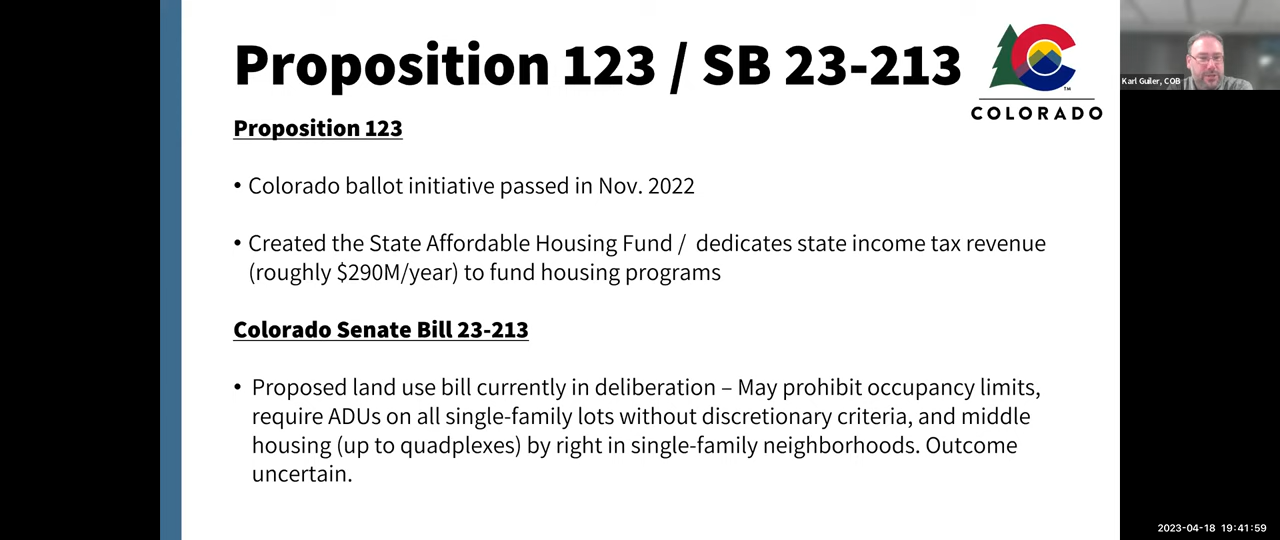 Proposition 123 / SB 23-213
COLORADO
TM
Karl Guiler, COB
Proposition 123
• Colorado ballot initiative passed in Nov. 2022
• Created the State Affordable Housing Fund / dedicates state income tax revenue
(roughly $290M/year) to fund housing programs
Colorado Senate Bill 23-213
• Proposed land use bill currently in deliberation – May prohibit occupancy limits,
require ADUs on all single-family lots without discretionary criteria, and middle
housing (up to quadplexes) by right in single-family neighborhoods. Outcome
uncertain.
2023-04-18 19:41:59